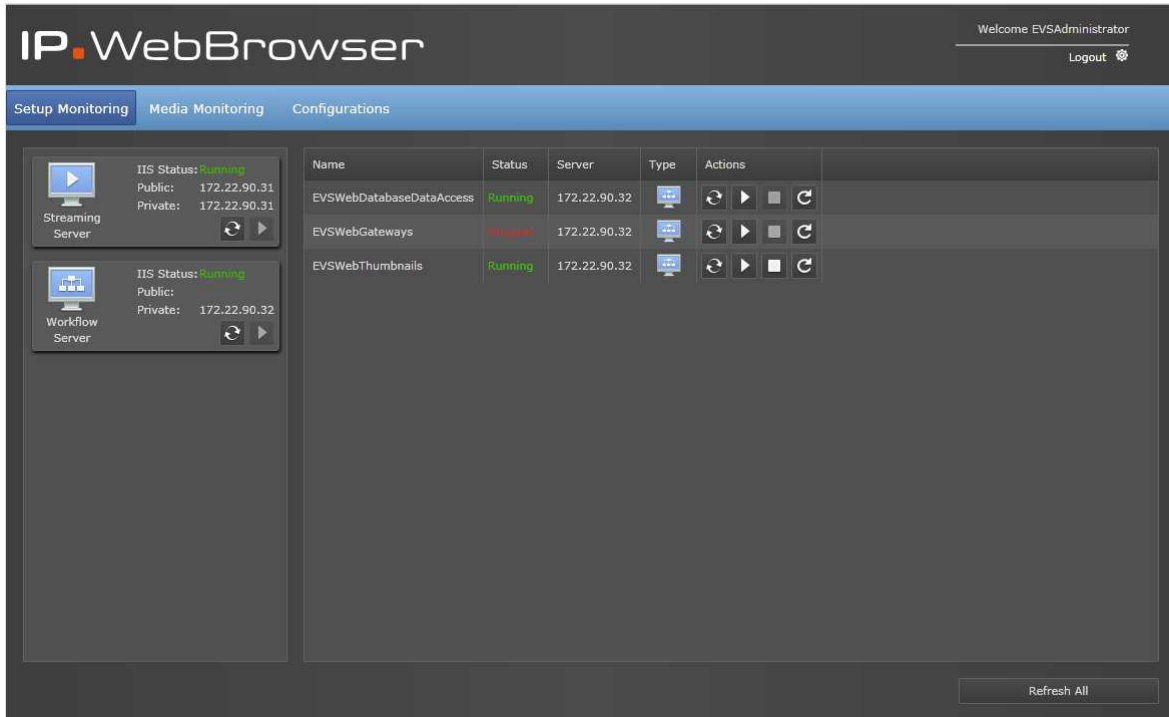 IP.WebBrowser
Welcome EVSAdministrator
Logout
Setup Monitoring Media Monitoring Configurations
IIS Status: Running
Public: 172.22.90.31
Private: 172.22.90.31
Streaming
Server
IIS Status: Running
Public:
Private: 172.22.90.32
Workflow
Server
Name Status Server Type Actions
EVSWebDatabaseDataAccess Running 172.22.90.32
EVSWebGateways 172.22.90.32
EVSWebThumbnails Running 172.22.90.32
Refresh All